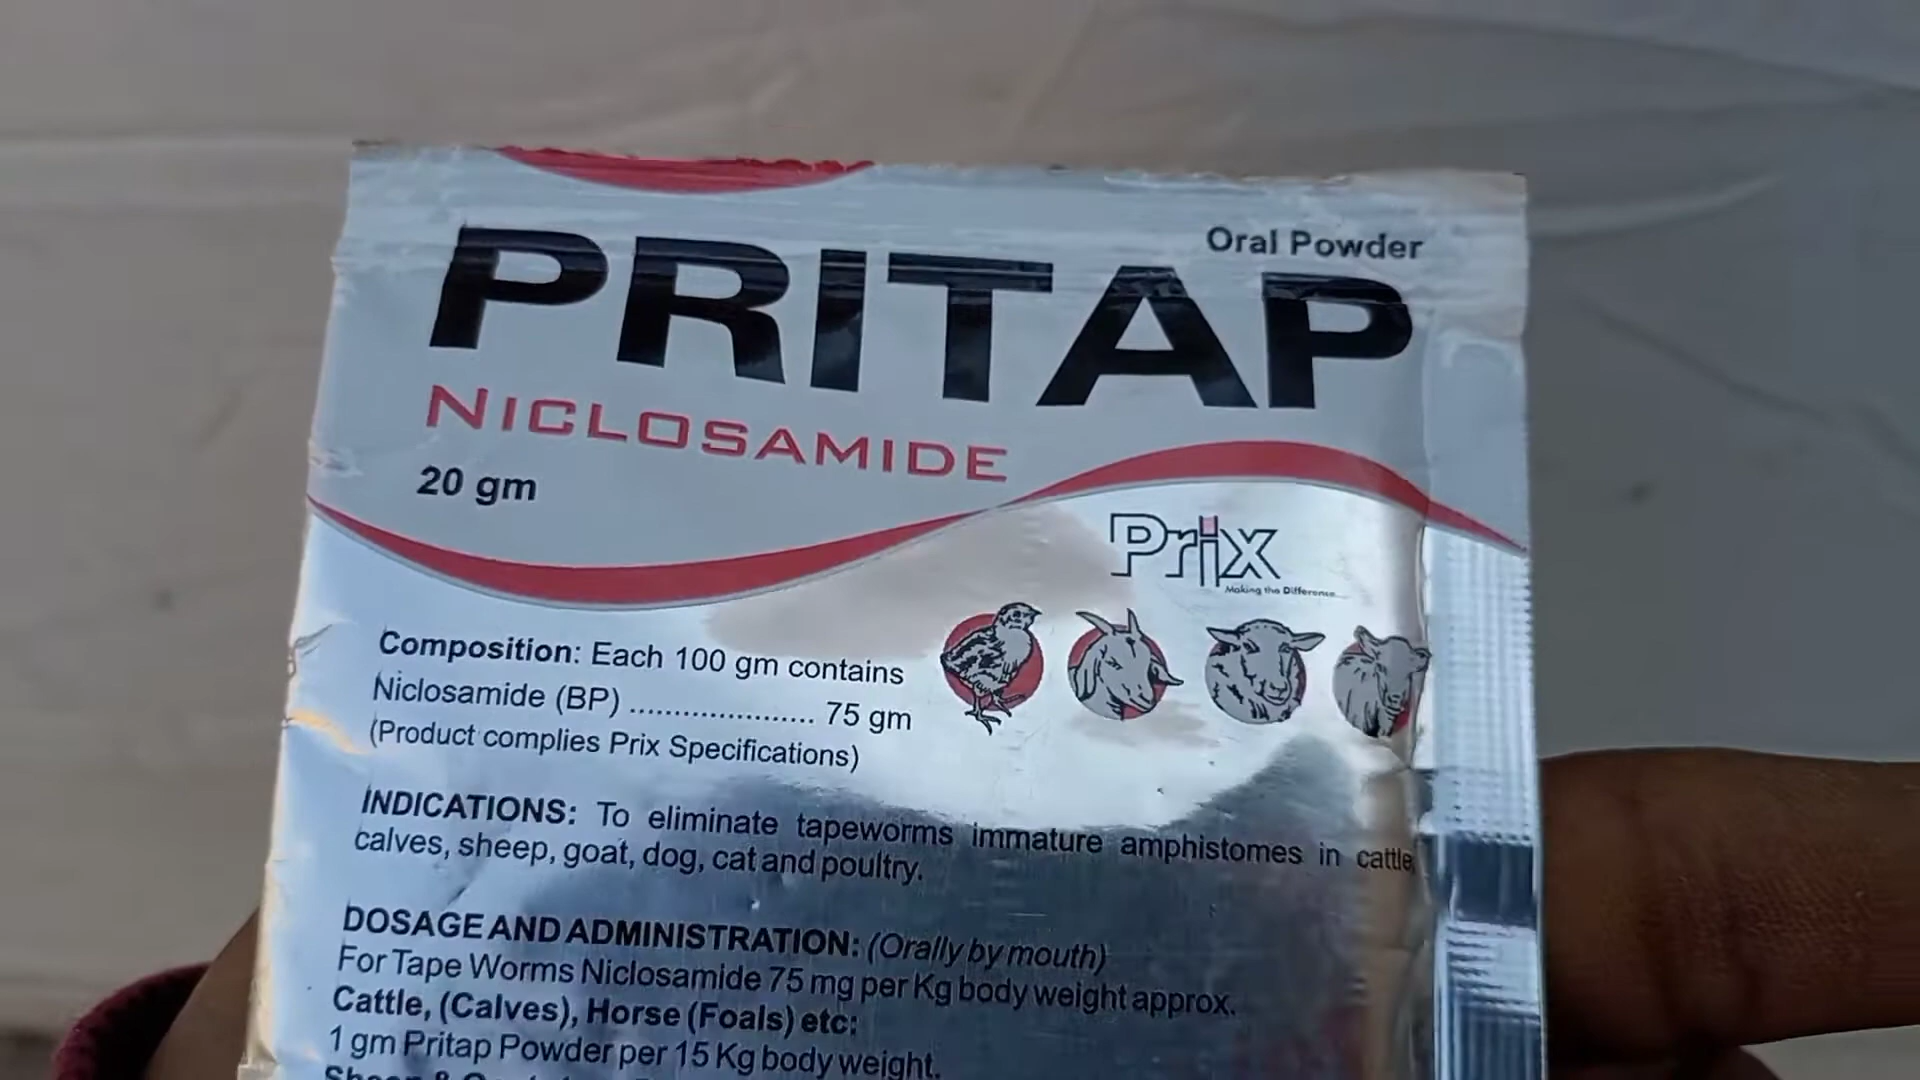 Oral Powder
PRITAP
NICLOSAMIDE
20 gm
Prix
Making the Difference
Composition: Each 100 gm contains
Niclosamide (BP) ..................... 75 gm
(Product complies Prix Specifications)
INDICATIONS: To eliminate tapeworms immature amphistomes in cattle,
calves, sheep, goat, dog, cat and poultry.
DOSAGE AND ADMINISTRATION: (Orally by mouth)
For Tape Worms Niclosamide 75 mg per Kg body weight approx.
Cattle, (Calves), Horse (Foals) etc:
1 gm Pritap Powder per 15 Kg body weight.